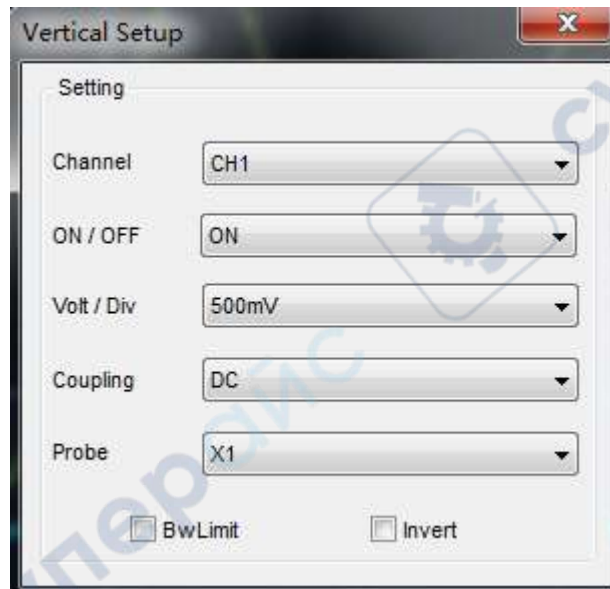 Vertical Setup
Setting
Channel CH1
ON / OFF ON
Volt / Div 500mV
Coupling DC
Probe X1
BwLimit Invert